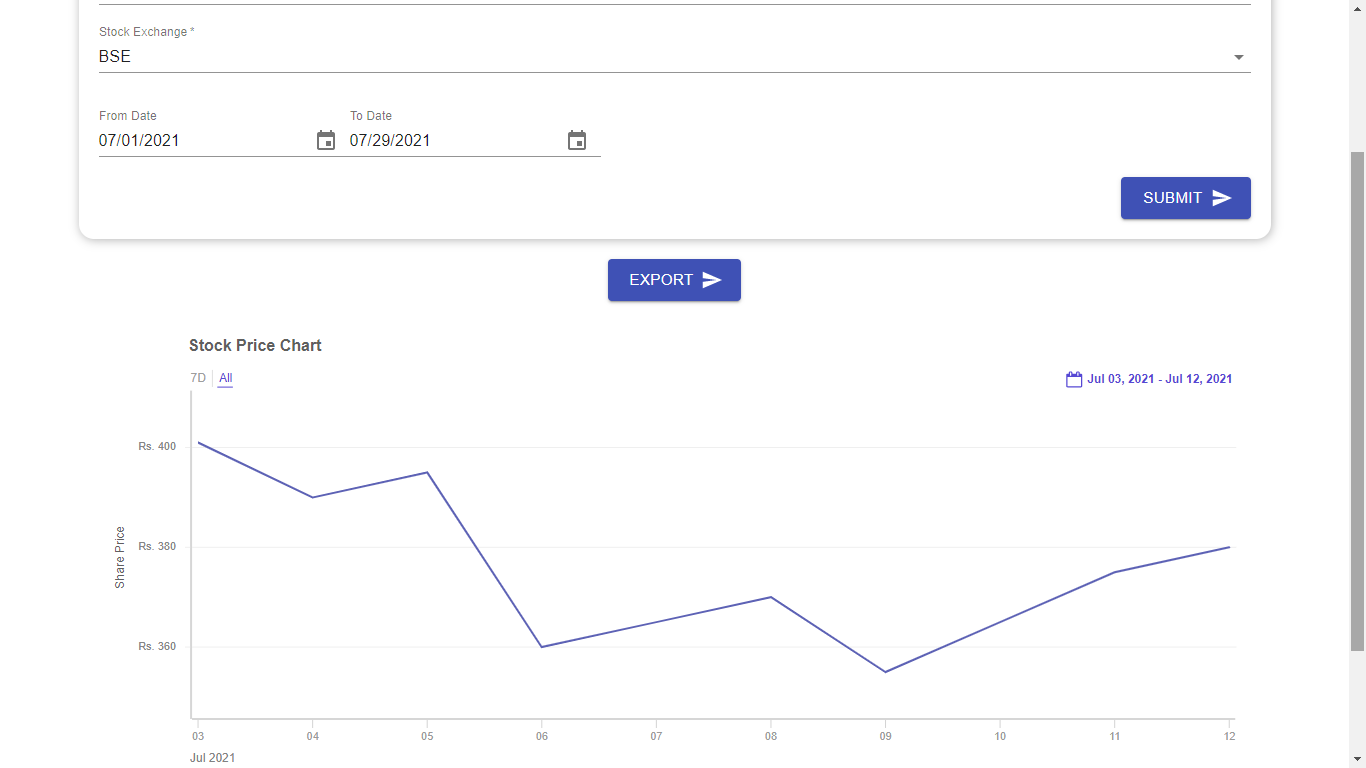 Stock Exchange *
BSE
From Date To Date
07/01/2021 07/29/2021
SUBMIT
EXPORT
Stock Price Chart
7D All Jul 03, 2021 - Jul 12, 2021
Rs. 400
Rs. 380
Rs. 360
Share Price
03 04 05 06 07 08 09 10 11 12
Jul 2021